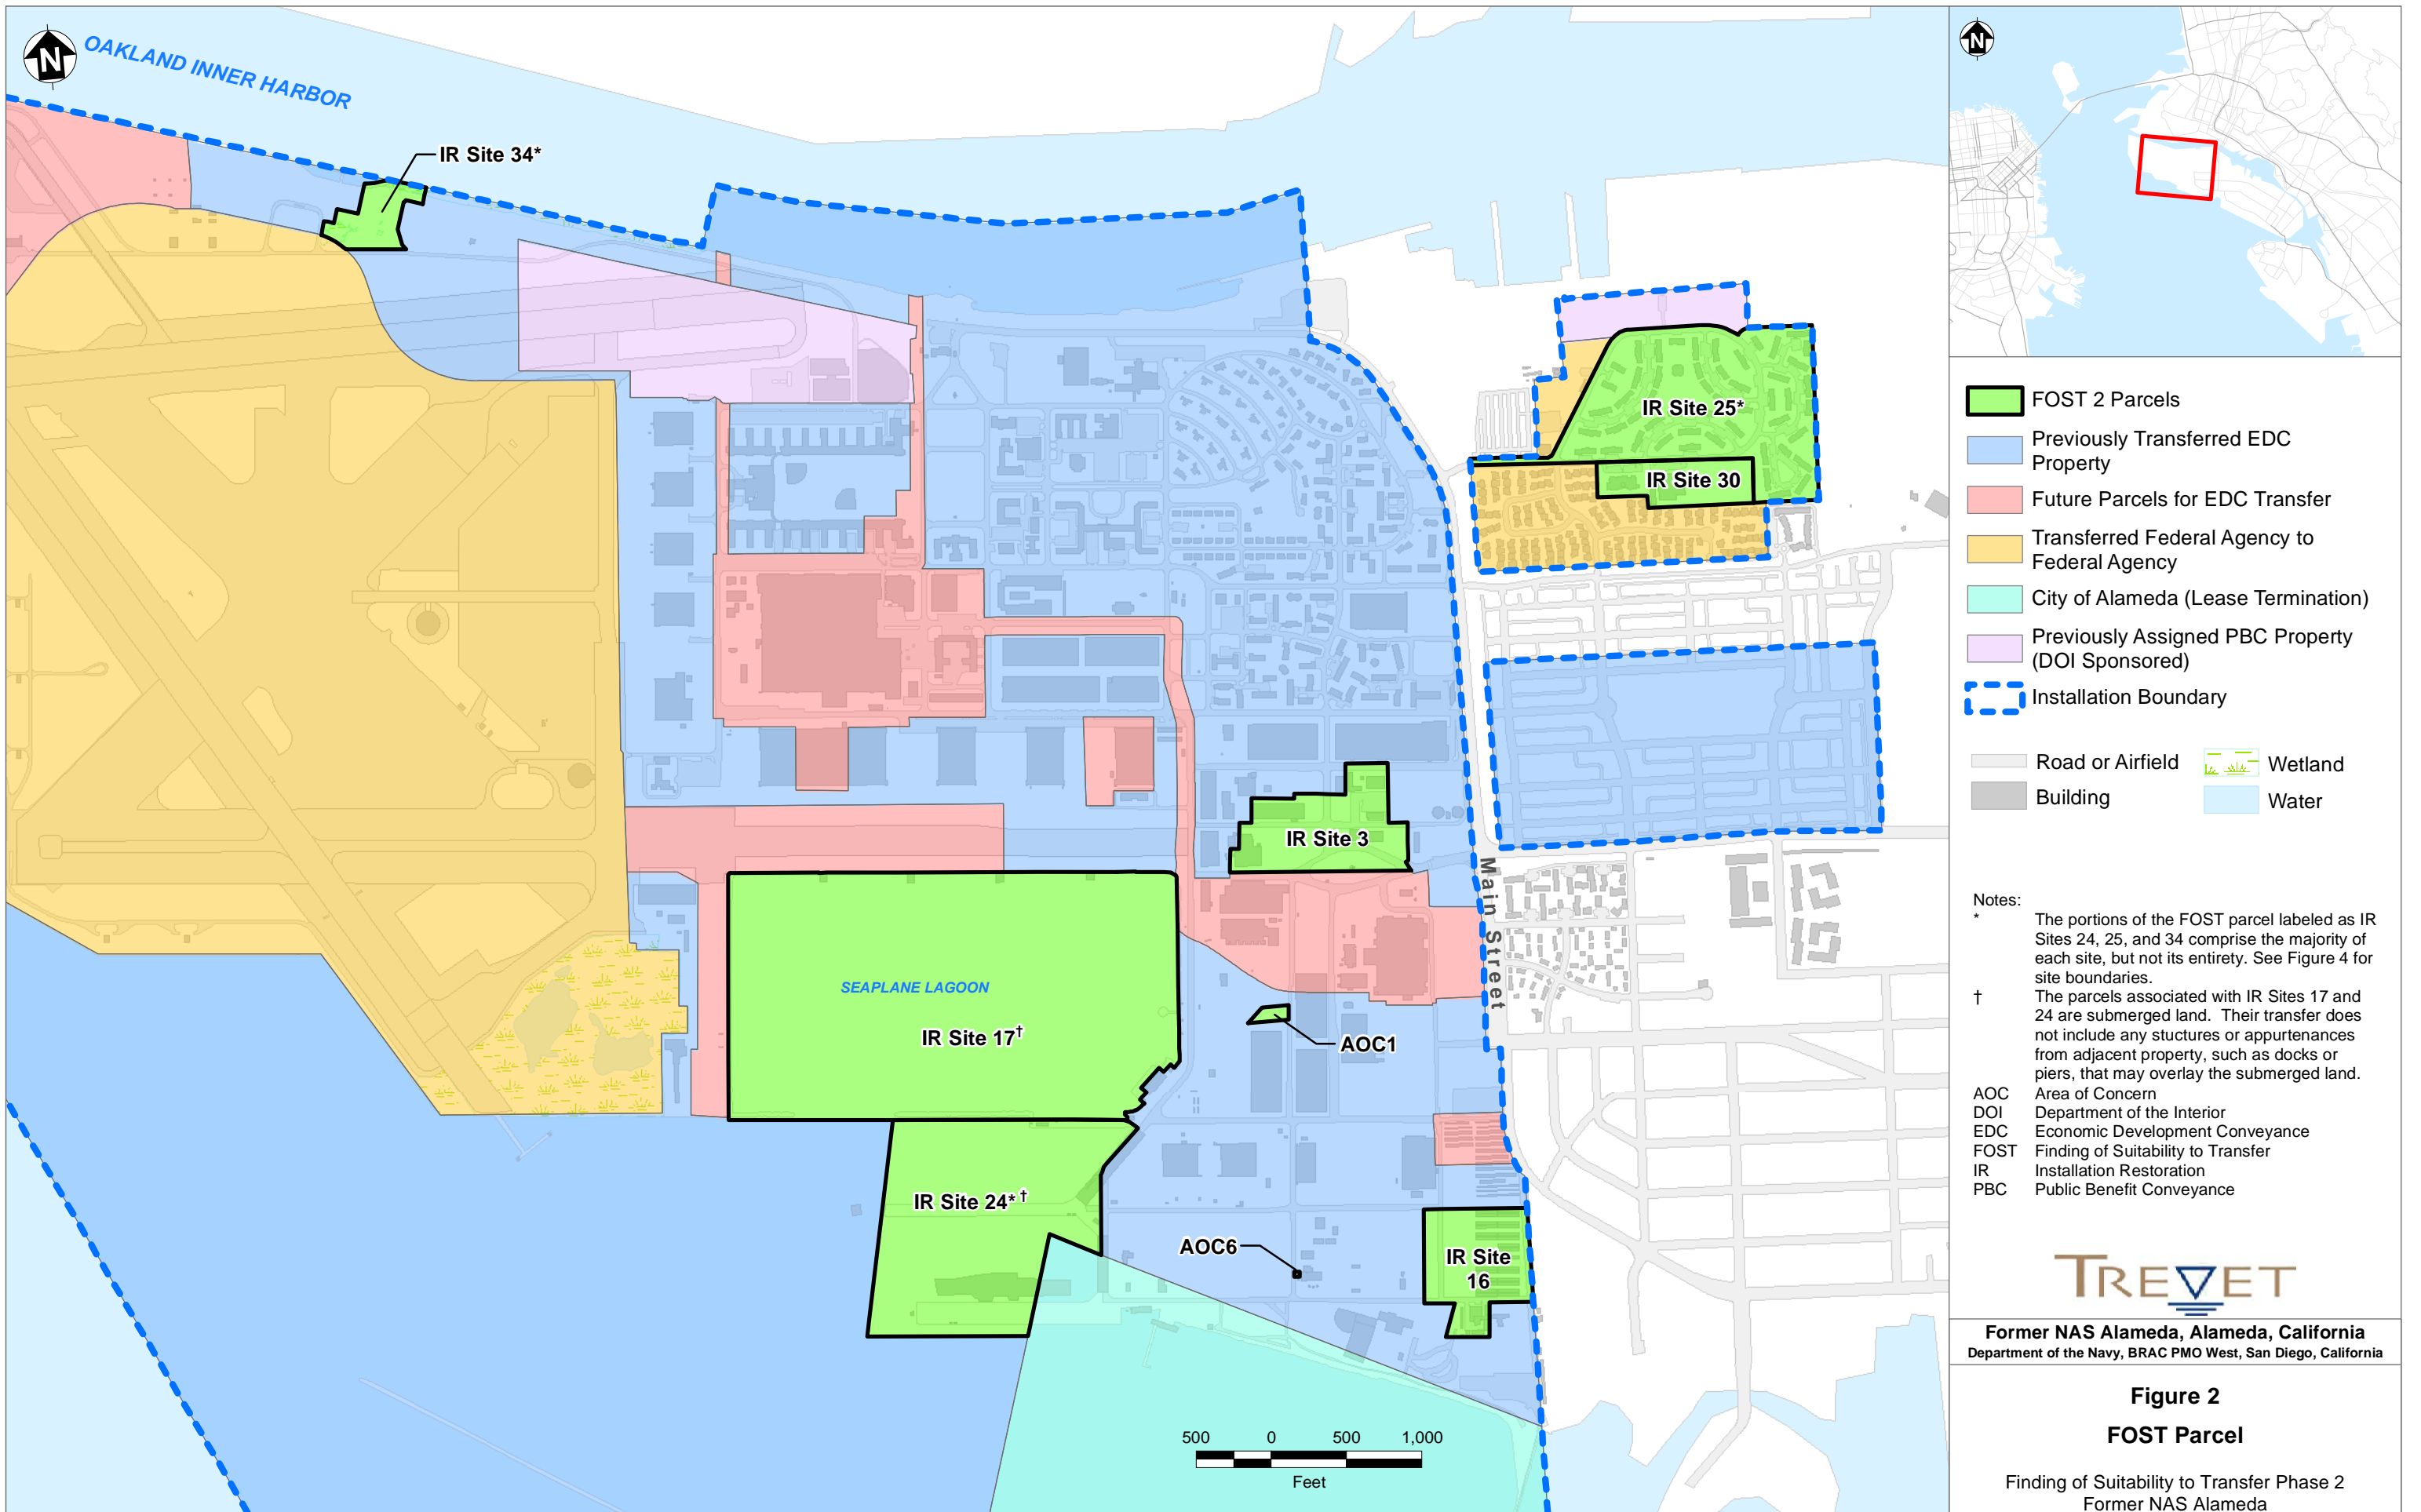 N
OAKLAND INNER HARBOR
IR Site 34*
IR Site 25*
IR Site 30
IR Site 3
Main Street
SEAPLANE LAGOON
IR Site 17†
AOC1
IR Site 24*†
AOC6
IR Site
16
500 0 500 1,000
Feet
N
FOST 2 Parcels
Previously Transferred EDC
Property
Future Parcels for EDC Transfer
Transferred Federal Agency to
Federal Agency
City of Alameda (Lease Termination)
Previously Assigned PBC Property
(DOI Sponsored)
Installation Boundary
Road or Airfield
Wetland
Building
Water
Notes:
* The portions of the FOST parcel labeled as IR
Sites 24, 25, and 34 comprise the majority of
each site, but not its entirety. See Figure 4 for
site boundaries.
† The parcels associated with IR Sites 17 and
24 are submerged land. Their transfer does
not include any stuctures or appurtenances
from adjacent property, such as docks or
piers, that may overlay the submerged land.
AOC Area of Concern
DOI Department of the Interior
EDC Economic Development Conveyance
FOST Finding of Suitability to Transfer
IR Installation Restoration
PBC Public Benefit Conveyance
TREVET
Former NAS Alameda, Alameda, California
Department of the Navy, BRAC PMO West, San Diego, California
Figure 2
FOST Parcel
Finding of Suitability to Transfer Phase 2
Former NAS Alameda